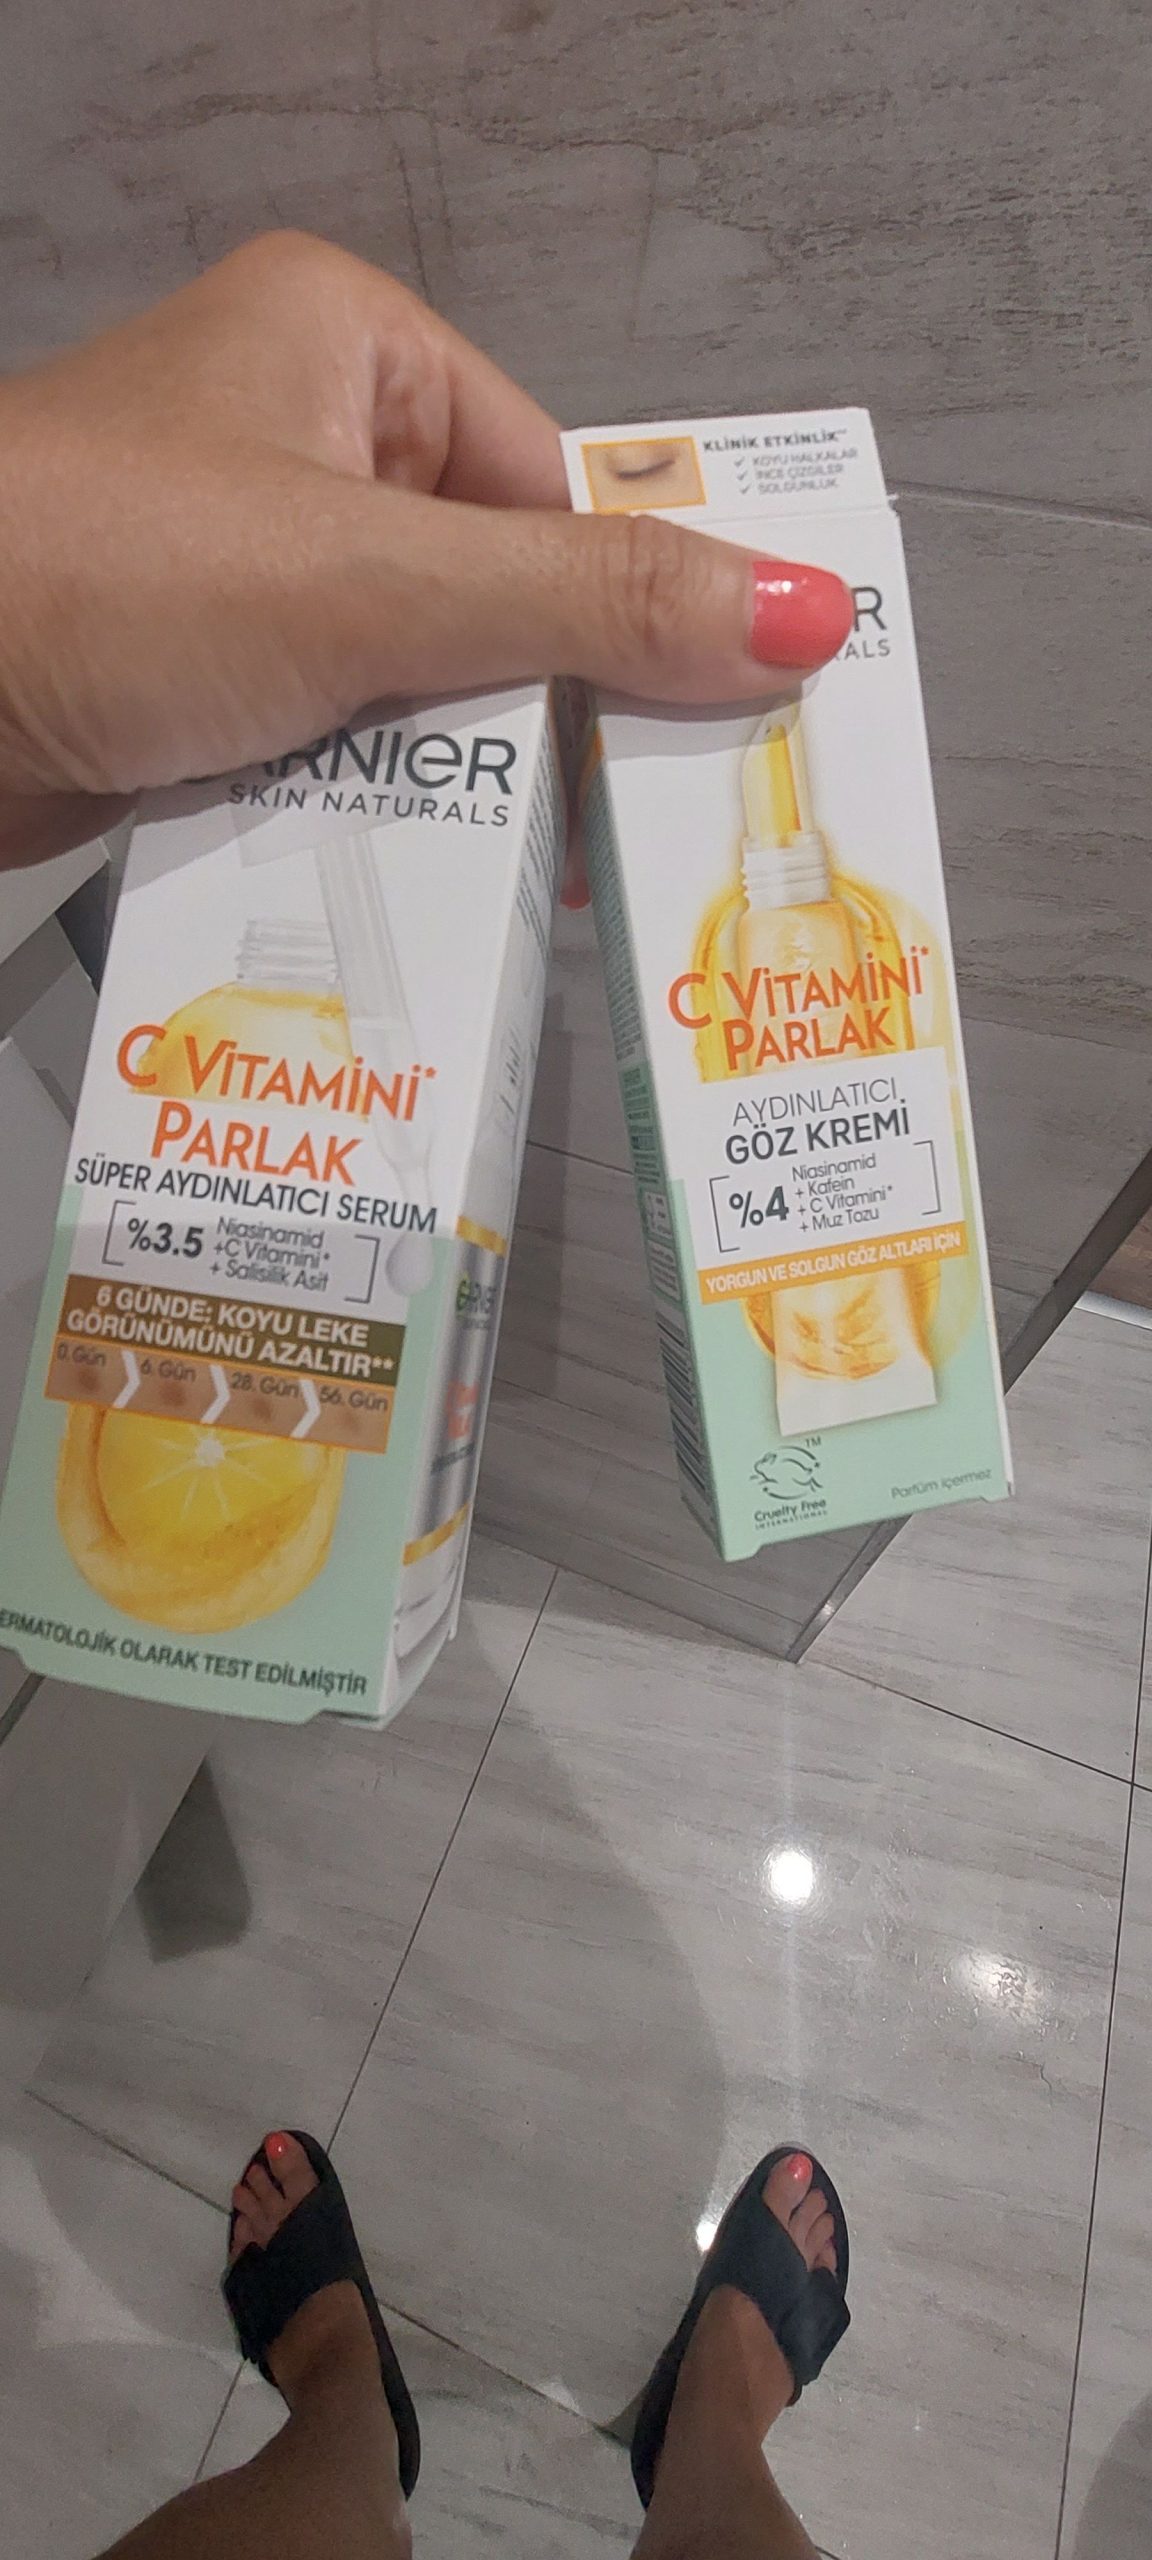 GARNIER
SKIN NATURALS
C VİTAMİNİ*
PARLAK
SÜPER AYDINLATICI SERUM
%3.5
Niasinamid
+C Vitamini*
+ Salisilik Asit
6 GÜNDE: KOYU LEKE
GÖRÜNÜMÜNÜ AZALTIR**
0. Gün
6. Gün
28. Gün
56. Gün
DERMATOLOJİK OLARAK TEST EDİLMİŞTİR
KLİNİK ETKİNLİK**
✓ KOYU HALKALAR
✓ İNCE ÇİZGİLER
✓ SOLGUNLUK
C VİTAMİNİ*
PARLAK
AYDINLATICI
GÖZ KREMİ
%4
Niasinamid
+ Kafein
+ C Vitamini*
+ Muz Tozu
YORGUN VE SOLGUN GÖZ ALTLARI İÇİN
TM
Cruelty Free
INTERNATIONAL
Parfüm içermez